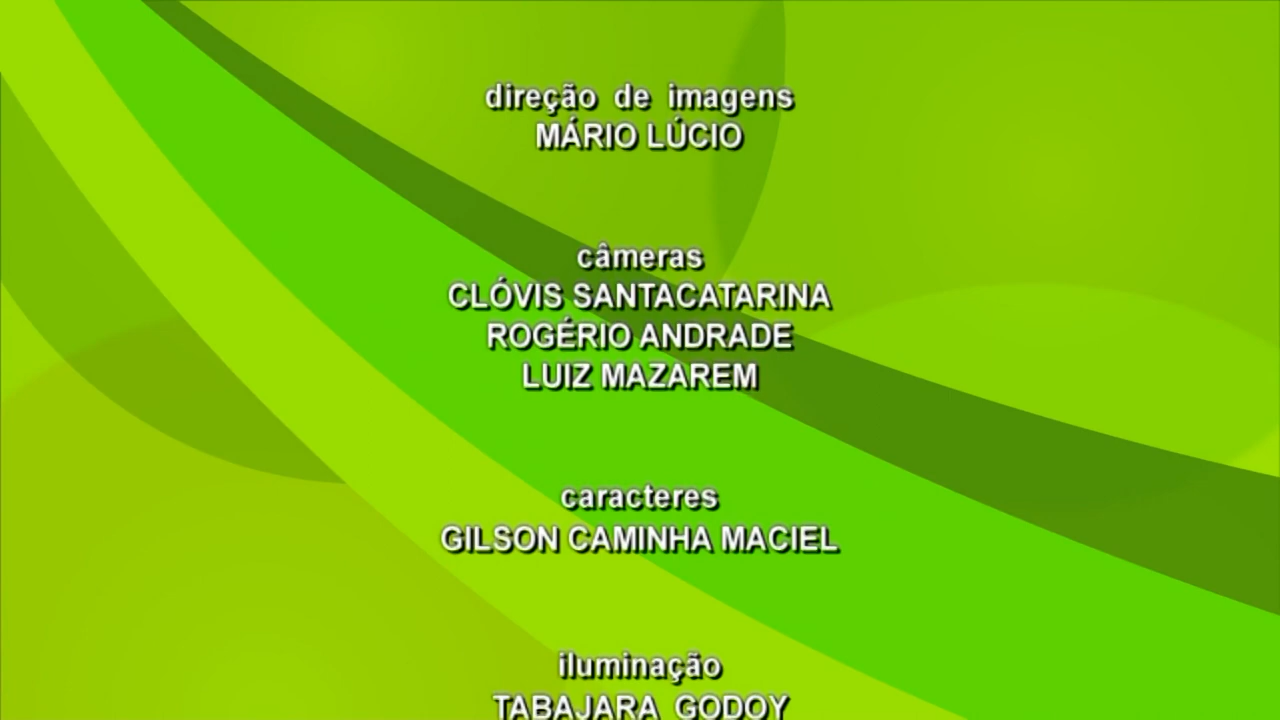 direção de imagens
MÁRIO LÚCIO
câmeras
CLÓVIS SANTACATARINA
ROGÉRIO ANDRADE
LUIZ MAZAREM
caracteres
GILSON CAMINHA MACIEL
iluminação
TABAJARA GODOY